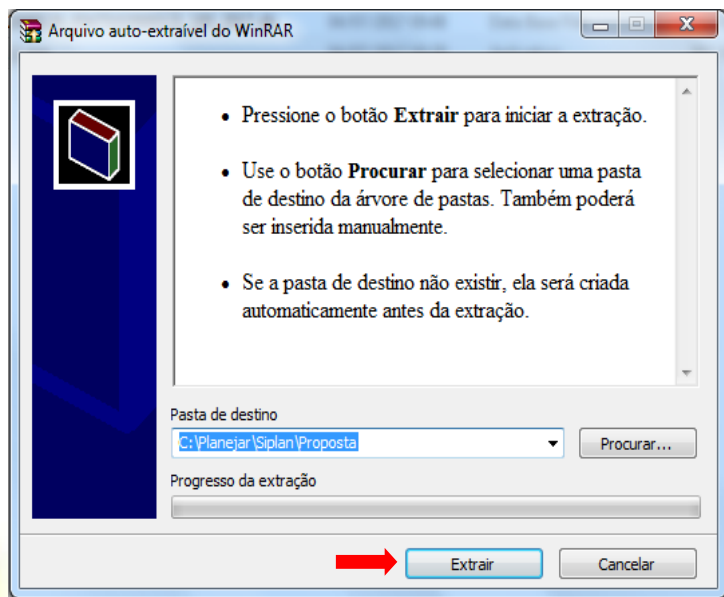 Arquivo auto-extraível do WinRAR
• Pressione o botão Extrair para iniciar a extração.
• Use o botão Procurar para selecionar uma pasta
de destino da árvore de pastas. Também poderá
ser inserida manualmente.
• Se a pasta de destino não existir, ela será criada
automaticamente antes da extração.
Pasta de destino
C:\Planejar\Siplan\Proposta
Procurar...
Progresso da extração
Extrair
Cancelar